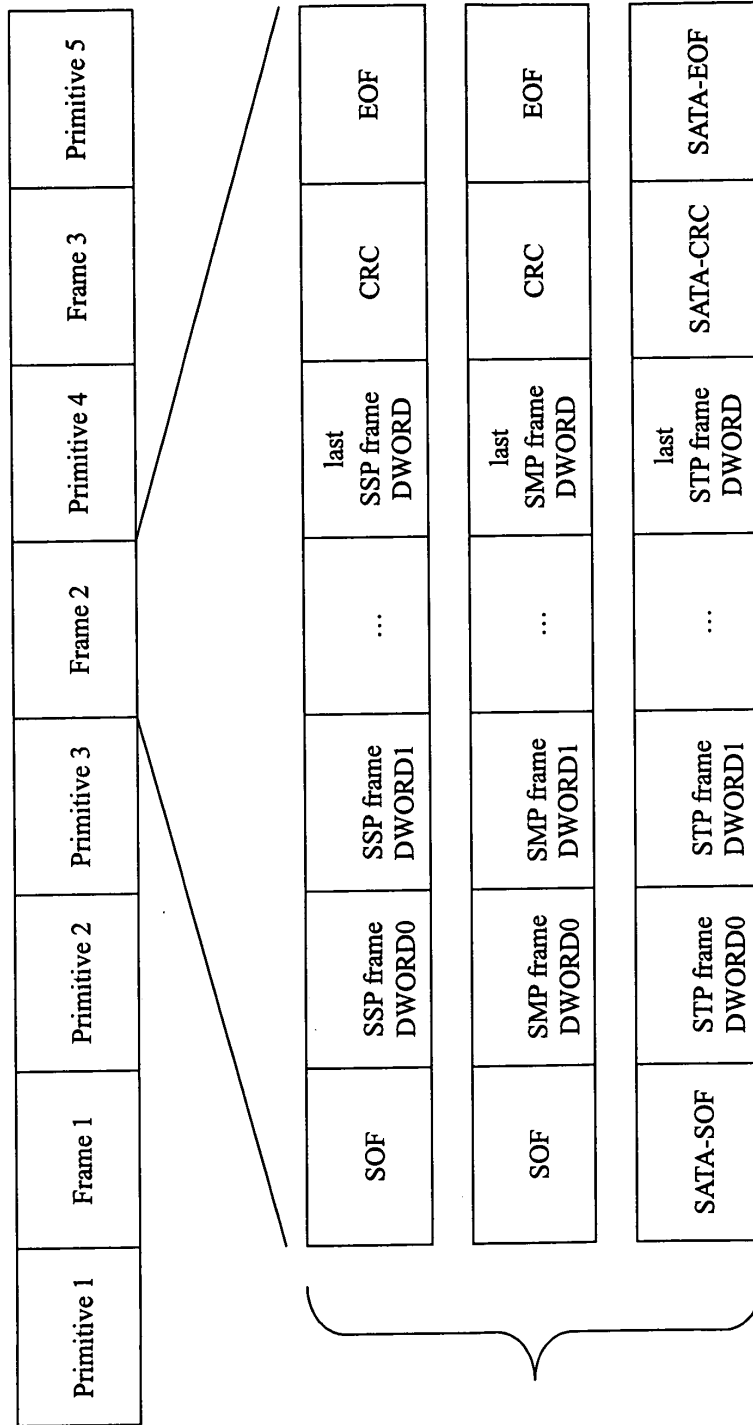 Primitive 1
Frame 1
Primitive 2
Primitive 3
Frame 2
Primitive 4
Frame 3
Primitive 5
SOF
SSP frame
DWORD0
SSP frame
DWORD1
...
last
SSP frame
DWORD
CRC
EOF
SOF
SMP frame
DWORD0
SMP frame
DWORD1
...
last
SMP frame
DWORD
CRC
EOF
SATA-SOF
STP frame
DWORD0
STP frame
DWORD1
...
last
STP frame
DWORD
SATA-CRC
SATA-EOF